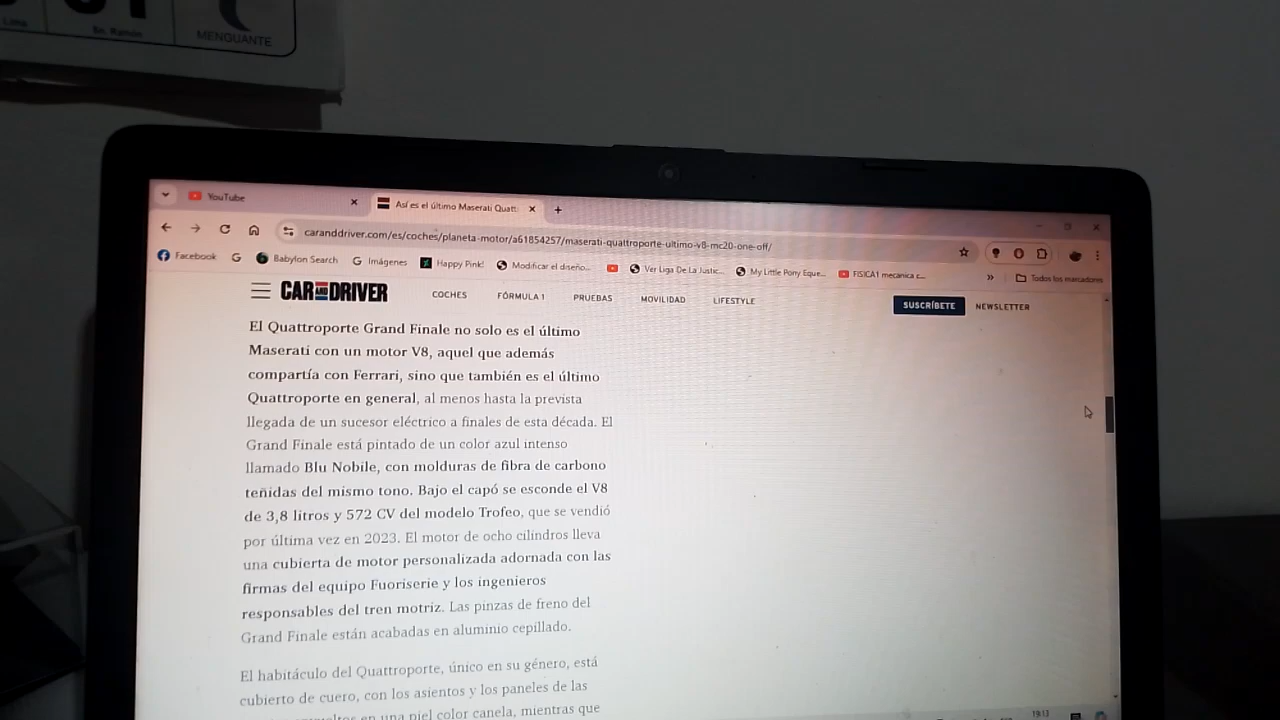 Lima
Sn. Ramón
MENGUANTE
YouTube
Así es el último Maserati Quatt
caranddriver.com/es/coches/planeta-motor/a61854257/maserati-quattroporte-ultimo-v8-mc20-one-off/
Facebook
G
Babylon Search
Imágenes
Happy Pink!
Modificar el diseño...
Ver Liga De La Justic...
My Little Pony Eque...
FISICA1 mecanica c...
»
Todos los marcadores
CAR AND DRIVER
COCHES
FÓRMULA 1
PRUEBAS
MOVILIDAD
LIFESTYLE
SUSCRÍBETE
NEWSLETTER
El Quattroporte Grand Finale no solo es el último
Maserati con un motor V8, aquel que además
compartía con Ferrari, sino que también es el último
Quattroporte en general, al menos hasta la prevista
llegada de un sucesor eléctrico a finales de esta década. El
Grand Finale está pintado de un color azul intenso
llamado Blu Nobile, con molduras de fibra de carbono
teñidas del mismo tono. Bajo el capó se esconde el V8
de 3,8 litros y 572 CV del modelo Trofeo, que se vendió
por última vez en 2023. El motor de ocho cilindros lleva
una cubierta de motor personalizada adornada con las
firmas del equipo Fuoriserie y los ingenieros
responsables del tren motriz. Las pinzas de freno del
Grand Finale están acabadas en aluminio cepillado.
El habitáculo del Quattroporte, único en su género, está
cubierto de cuero, con los asientos y los paneles de las
en una piel color canela, mientras que
19:13